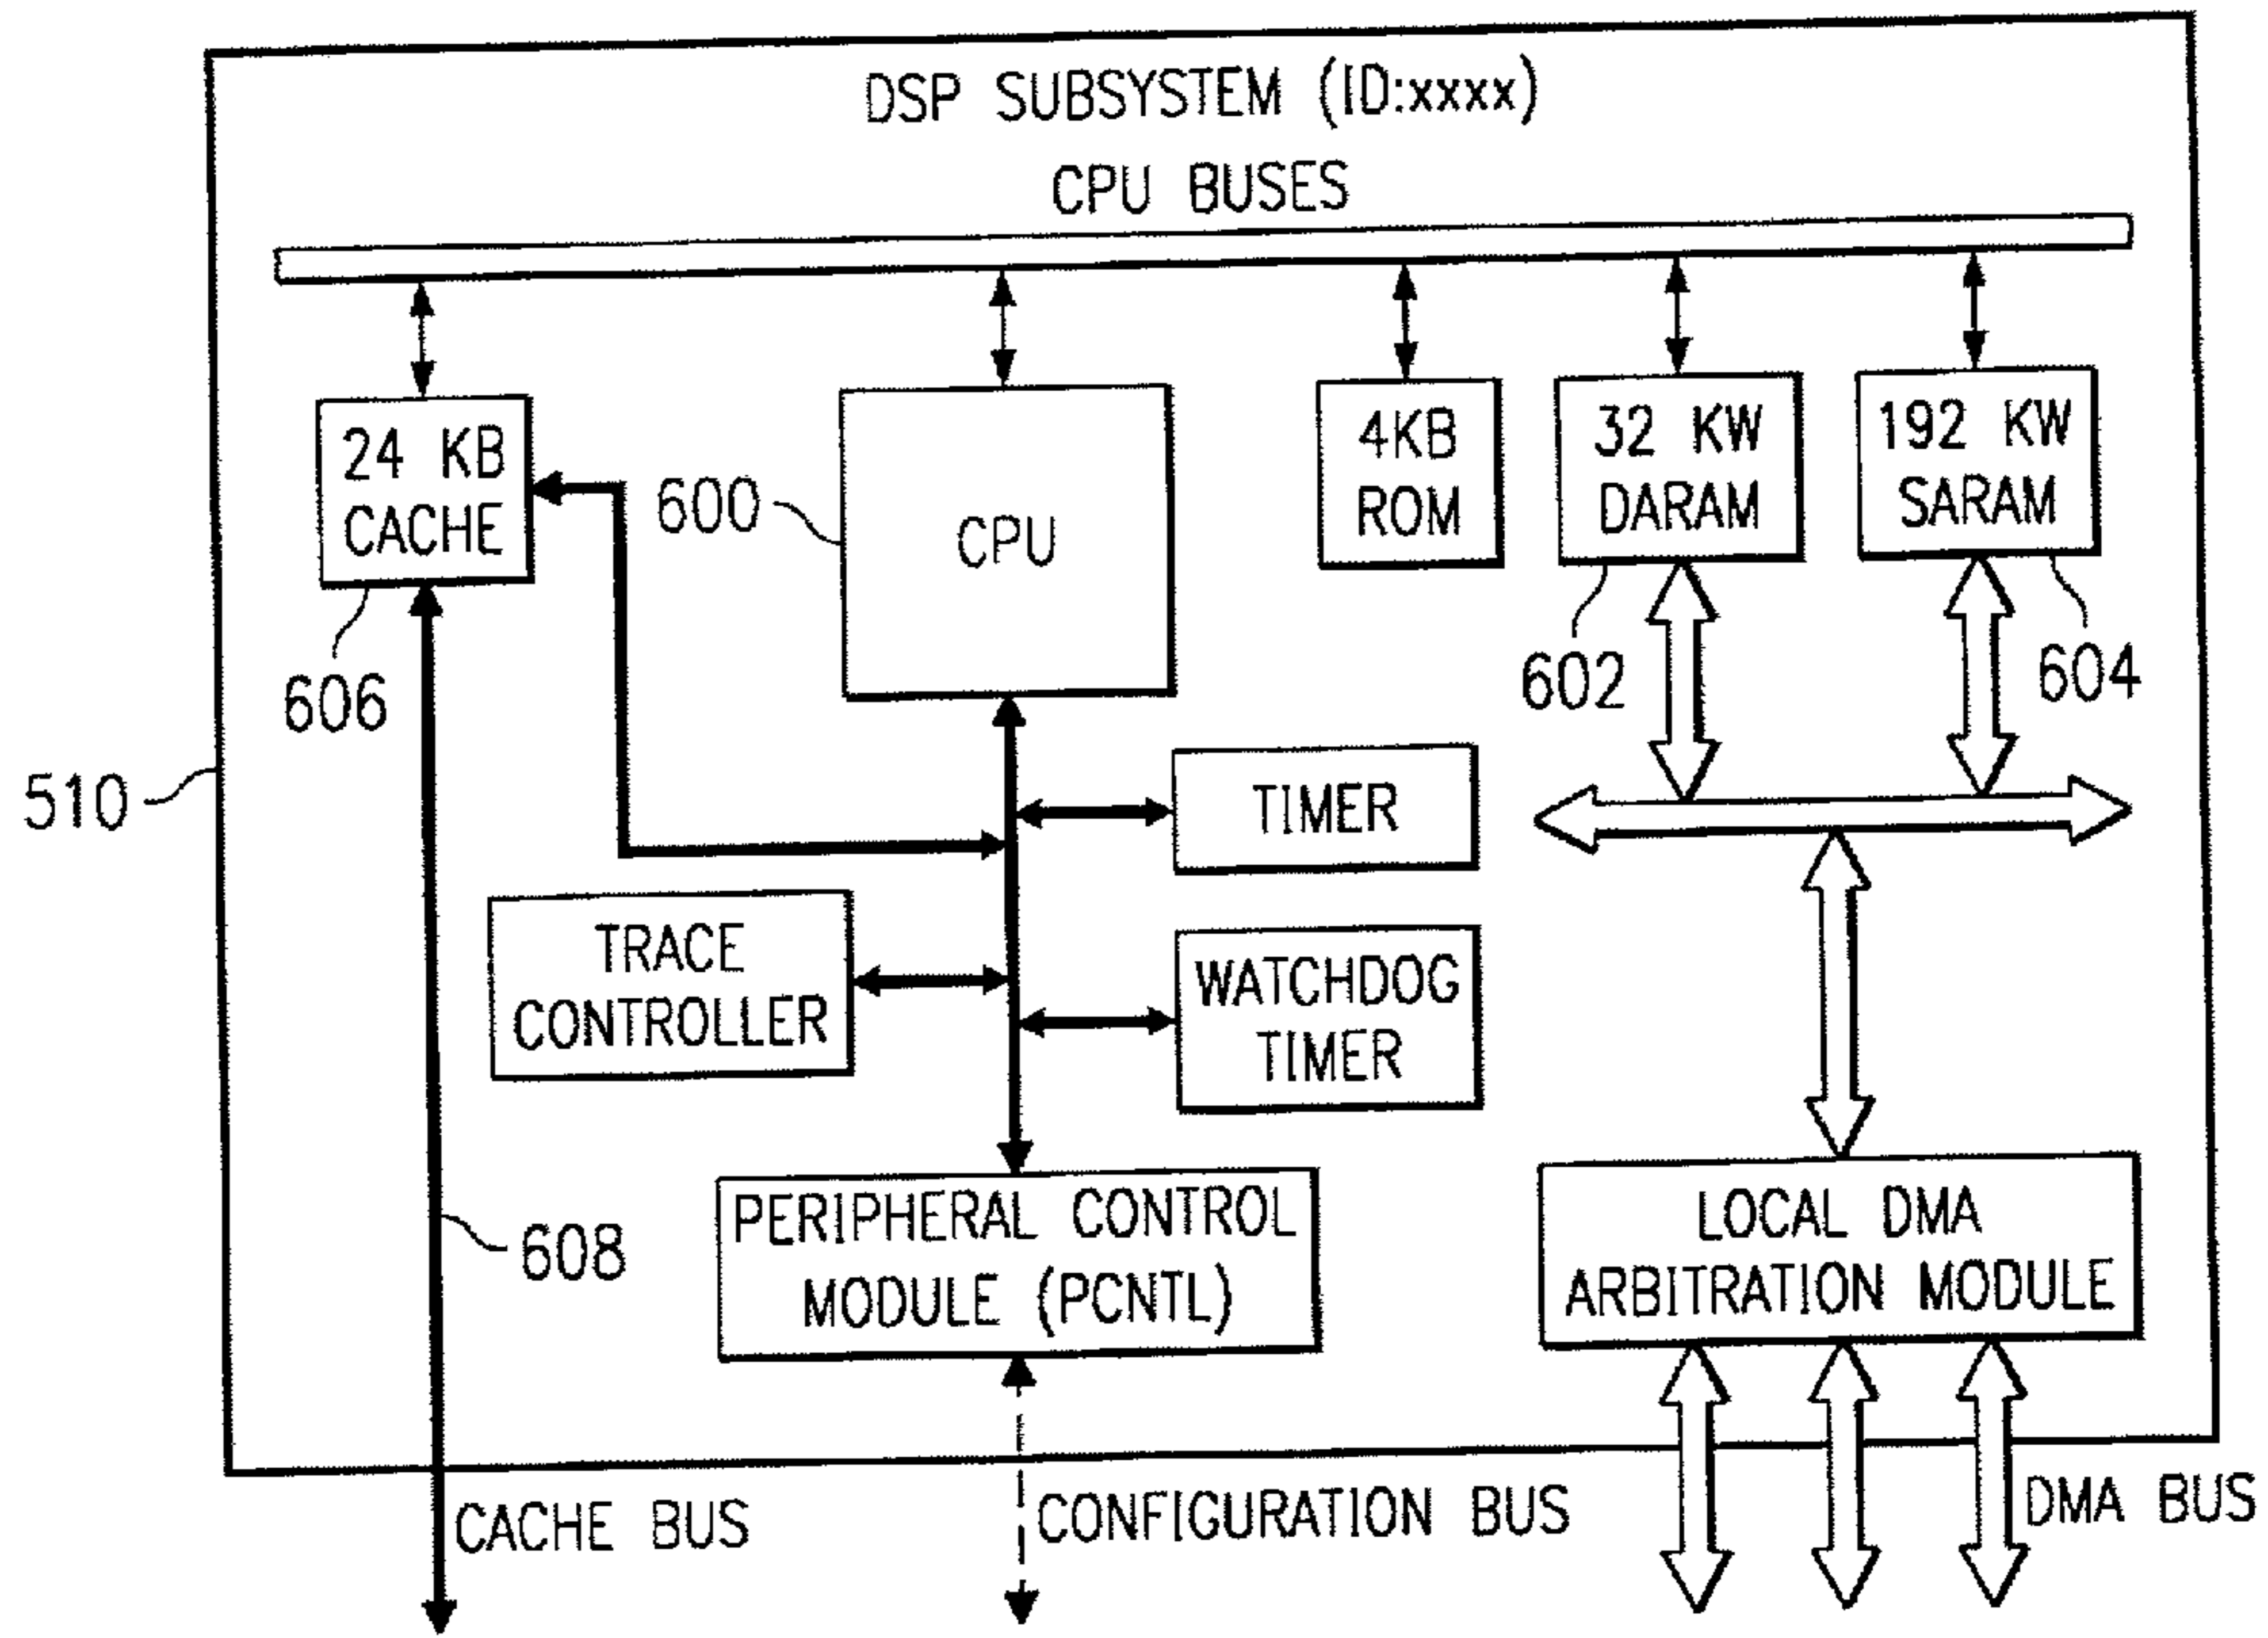 DSP SUBSYSTEM (ID:xxxx)
CPU BUSES
24 KB
CACHE
600
CPU
4KB
ROM
32 KW
DARAM
192 KW
SARAM
606
602
604
510
TIMER
TRACE
CONTROLLER
WATCHDOG
TIMER
PERIPHERAL CONTROL
MODULE (PCNTL)
LOCAL DMA
ARBITRATION MODULE
608
CACHE BUS
CONFIGURATION BUS
DMA BUS